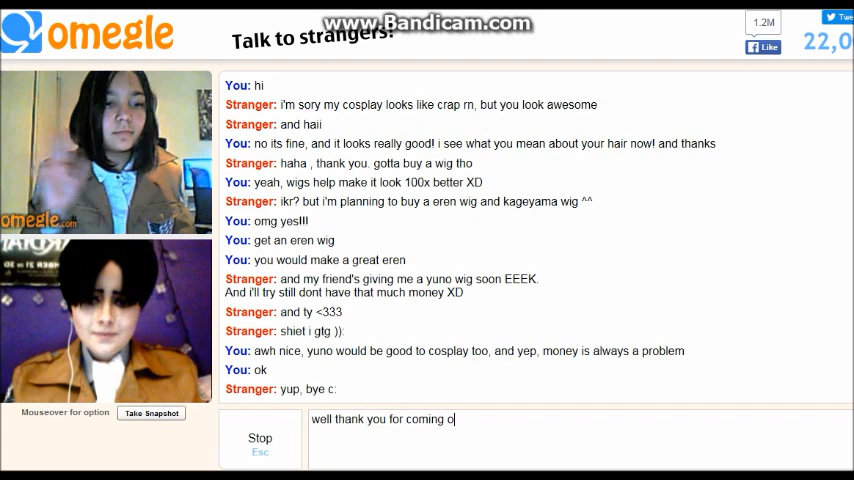 www.Bandicam.com
omegle
Talk to strangers!
1.2M
Like
Twe
22,0
You: hi
Stranger: i'm sory my cosplay looks like crap rn, but you look awesome
Stranger: and haii
You: no its fine, and it looks really good! i see what you mean about your hair now! and thanks
Stranger: haha , thank you. gotta buy a wig tho
You: yeah, wigs help make it look 100x better XD
Stranger: ikr? but i'm planning to buy a eren wig and kageyama wig ^^
You: omg yes!!!
You: get an eren wig
You: you would make a great eren
Stranger: and my friend's giving me a yuno wig soon EEEK.
And i'll try still dont have that much money XD
Stranger: and ty <333
Stranger: shiet i gtg )):
You: awh nice, yuno would be good to cosplay too, and yep, money is always a problem
You: ok
Stranger: yup, bye c:
omegle.com
Mouseover for option
Take Snapshot
Stop
Esc
well thank you for coming o